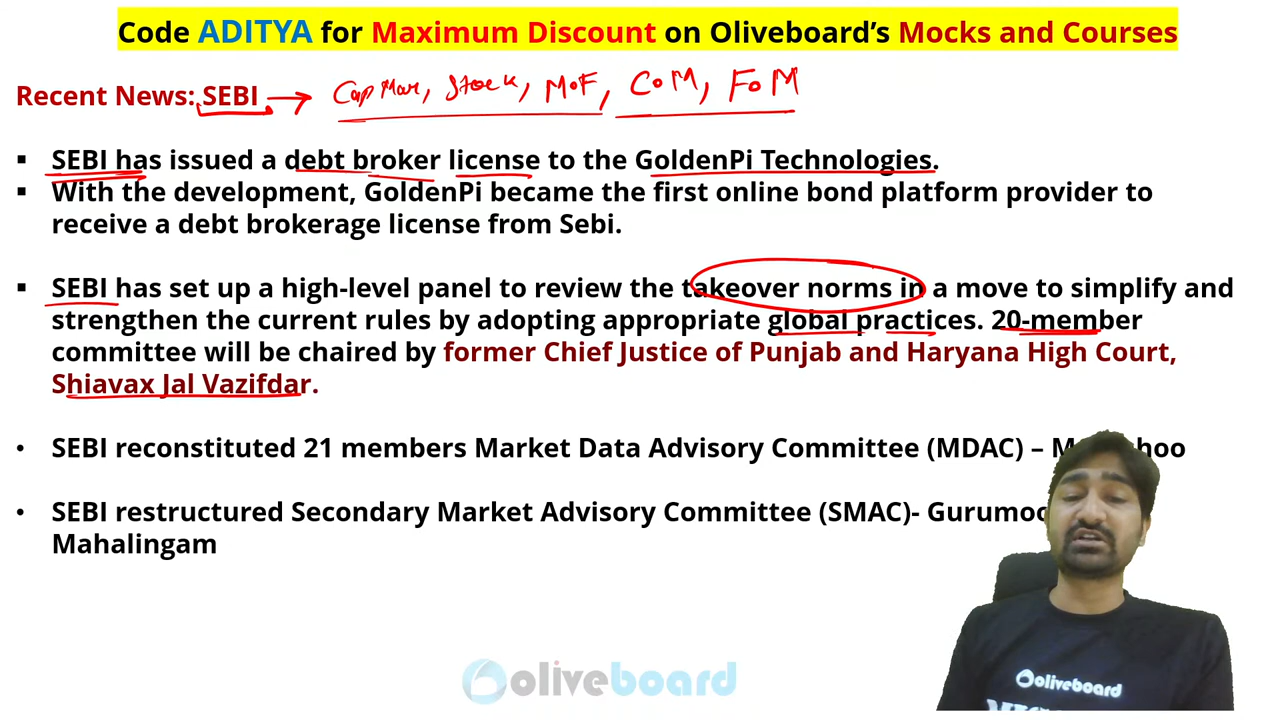 Code ADITYA for Maximum Discount on Oliveboard's Mocks and Courses
Recent News: SEBI → Cap Mar, Stock, MoF, CoM, FoM
▪ SEBI has issued a debt broker license to the GoldenPi Technologies.
▪ With the development, GoldenPi became the first online bond platform provider to
receive a debt brokerage license from Sebi.
▪ SEBI has set up a high-level panel to review the takeover norms in a move to simplify and
strengthen the current rules by adopting appropriate global practices. 20-member
committee will be chaired by former Chief Justice of Punjab and Haryana High Court,
Shiavax Jal Vazifdar.
• SEBI reconstituted 21 members Market Data Advisory Committee (MDAC) –
• SEBI restructured Secondary Market Advisory Committee (SMAC)-
Mahalingam
oliveboard
oliveboard